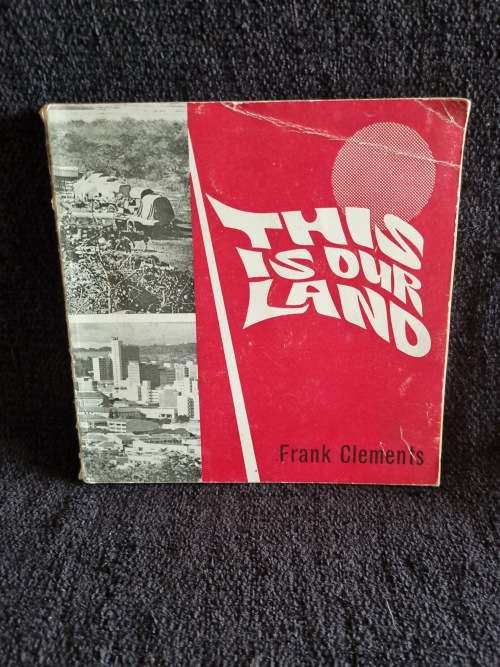 THIS
IS OUR
LAND
Frank Clements